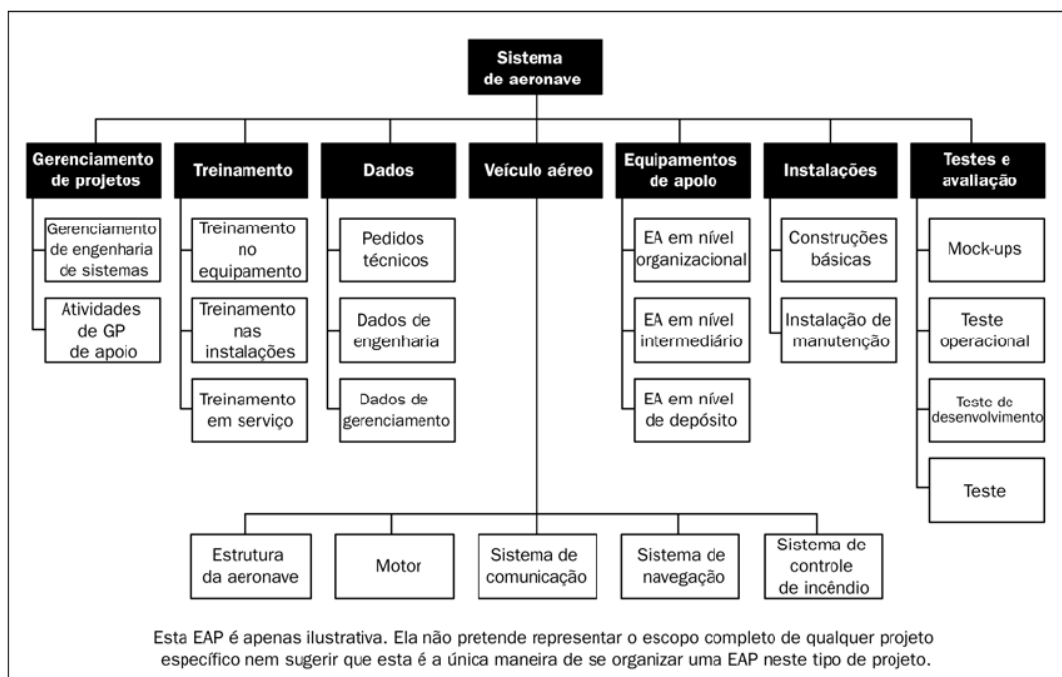 Sistema
de aeronave
Gerenciamento
de projetos
Treinamento
Dados
Veículo aéreo
Equipamentos
de apoio
Instalações
Testes e
avaliação
Gerenciamento
de engenharia
de sistemas
Atividades
de GP
de apoio
Treinamento
no
equipamento
Treinamento
nas
instalações
Treinamento
em serviço
Pedidos
técnicos
Dados de
engenharia
Dados de
gerenciamento
EA em nível
organizacional
EA em nível
intermediário
EA em nível
de depósito
Construções
básicas
Instalação de
manutenção
Mock-ups
Teste
operacional
Teste de
desenvolvimento
Teste
Estrutura
da aeronave
Motor
Sistema de
comunicação
Sistema de
navegação
Sistema de
controle
de incêndio
Esta EAP é apenas ilustrativa. Ela não pretende representar o escopo completo de qualquer projeto
específico nem sugerir que esta é a única maneira de se organizar uma EAP neste tipo de projeto.